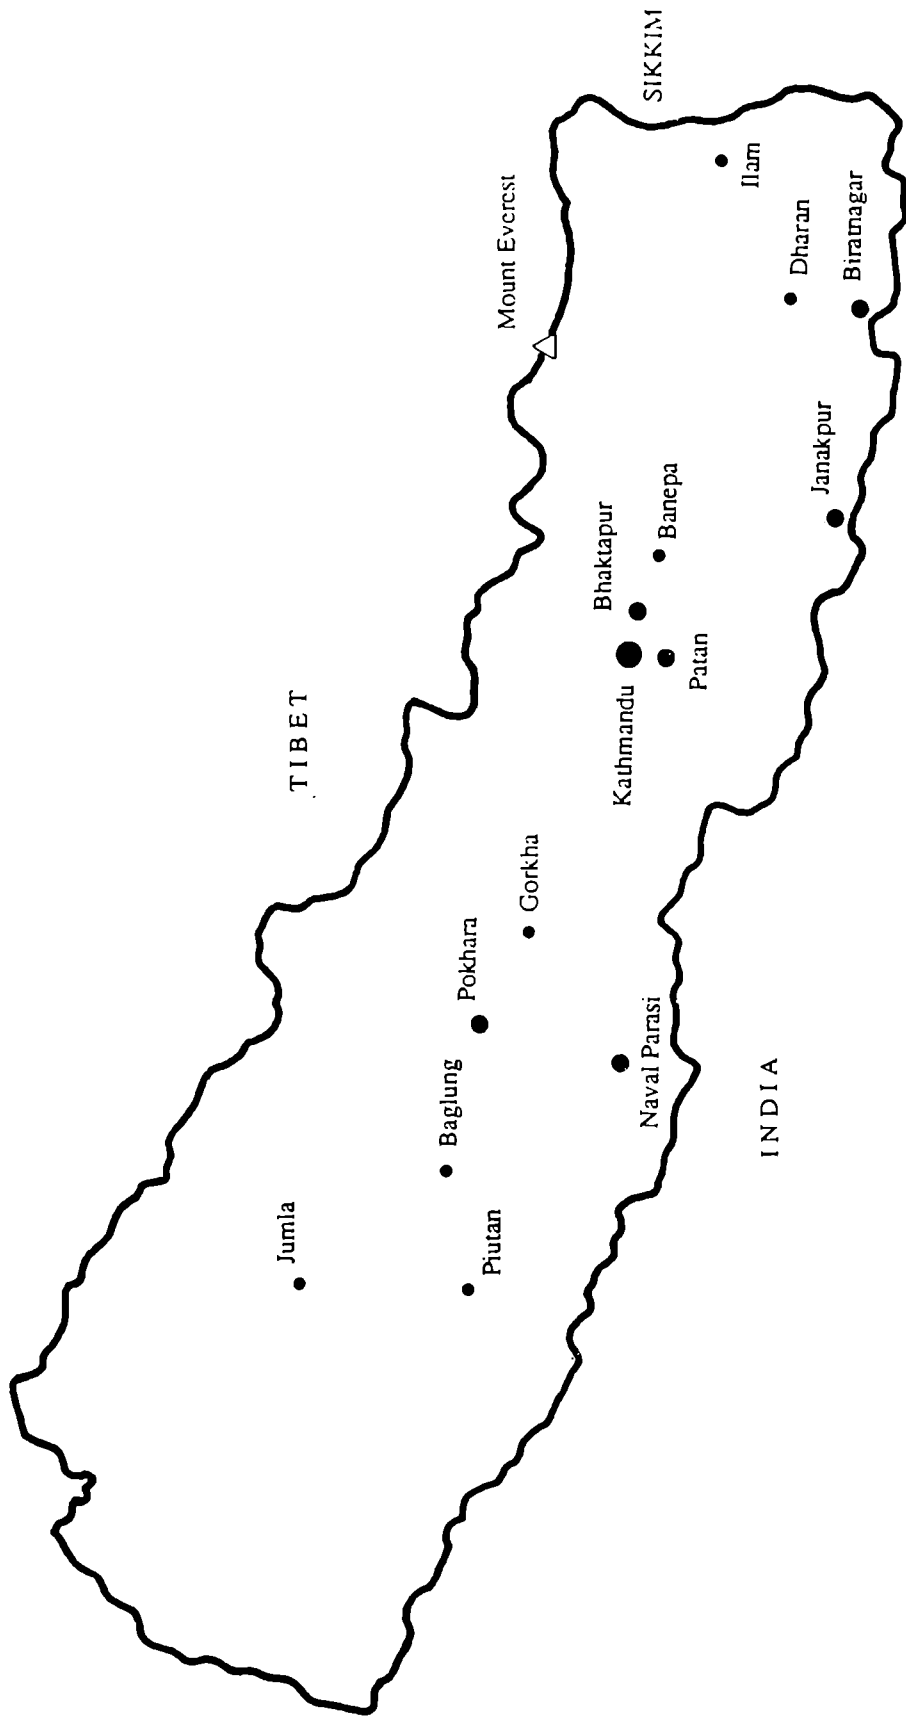 TIBET
SIKKIM
Mount Everest
Jumla
Baglung
Pokhara
Piutan
Gorkha
Naval Parasi
Kathmandu
Bhaktapur
Banepa
Patan
Ilam
Dharan
Janakpur
Biratnagar
INDIA